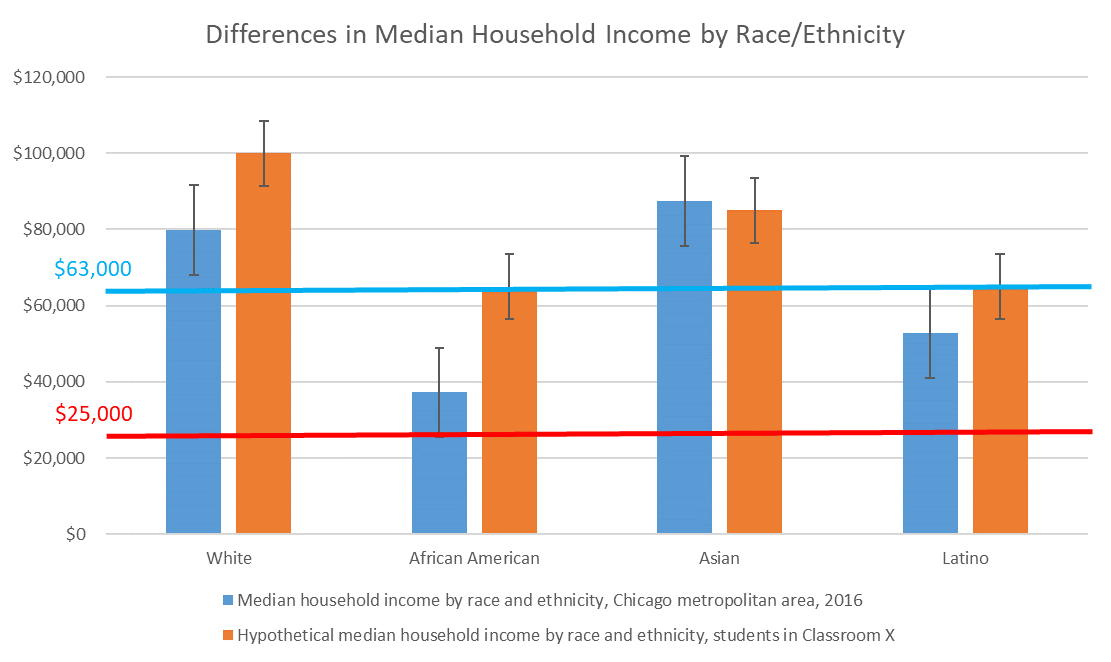 Differences in Median Household Income by Race/Ethnicity
$120,000
$100,000
$80,000
$63,000
$60,000
$40,000
$25,000
$20,000
$0
White African American Asian Latino
Median household income by race and ethnicity, Chicago metropolitan area, 2016
Hypothetical median household income by race and ethnicity, students in Classroom X